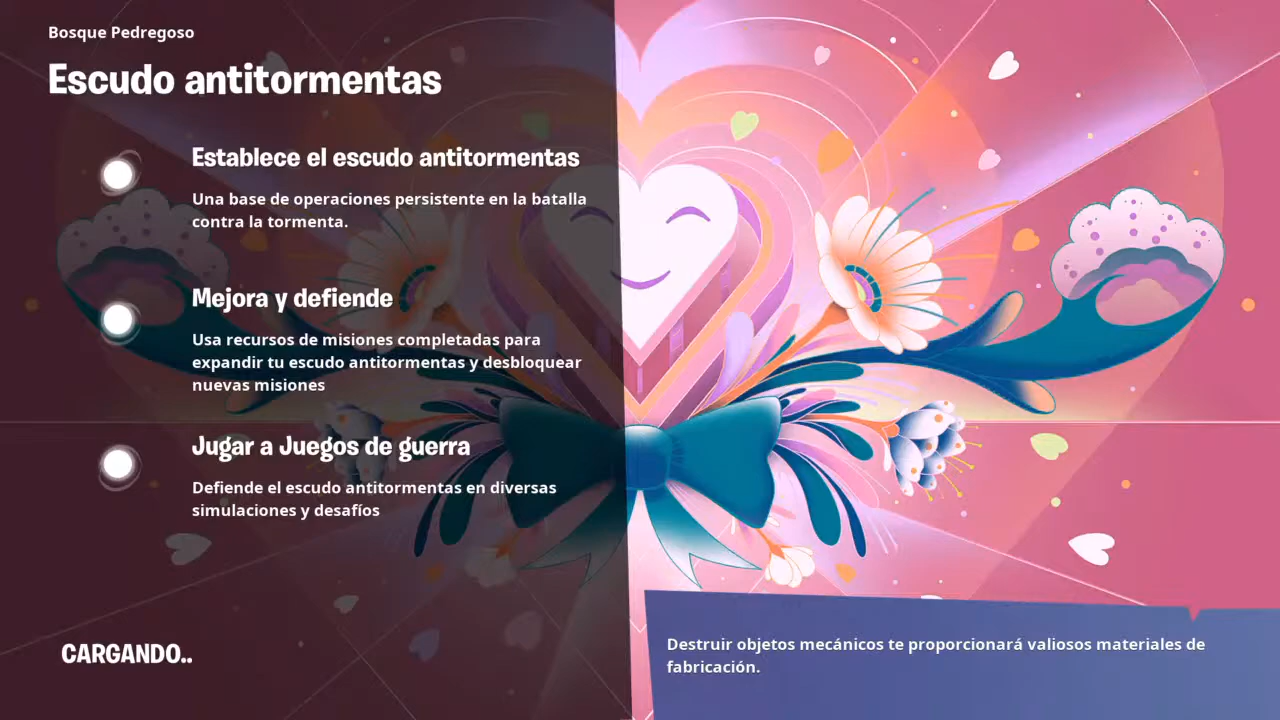 Bosque Pedregoso
Escudo antitormentas
Establece el escudo antitormentas
Una base de operaciones persistente en la batalla
contra la tormenta.
Mejora y defiende
Usa recursos de misiones completadas para
expandir tu escudo antitormentas y desbloquear
nuevas misiones
Jugar a Juegos de guerra
Defiende el escudo antitormentas en diversas
simulaciones y desafíos
CARGANDO..
Destruir objetos mecánicos te proporcionará valiosos materiales de
fabricación.